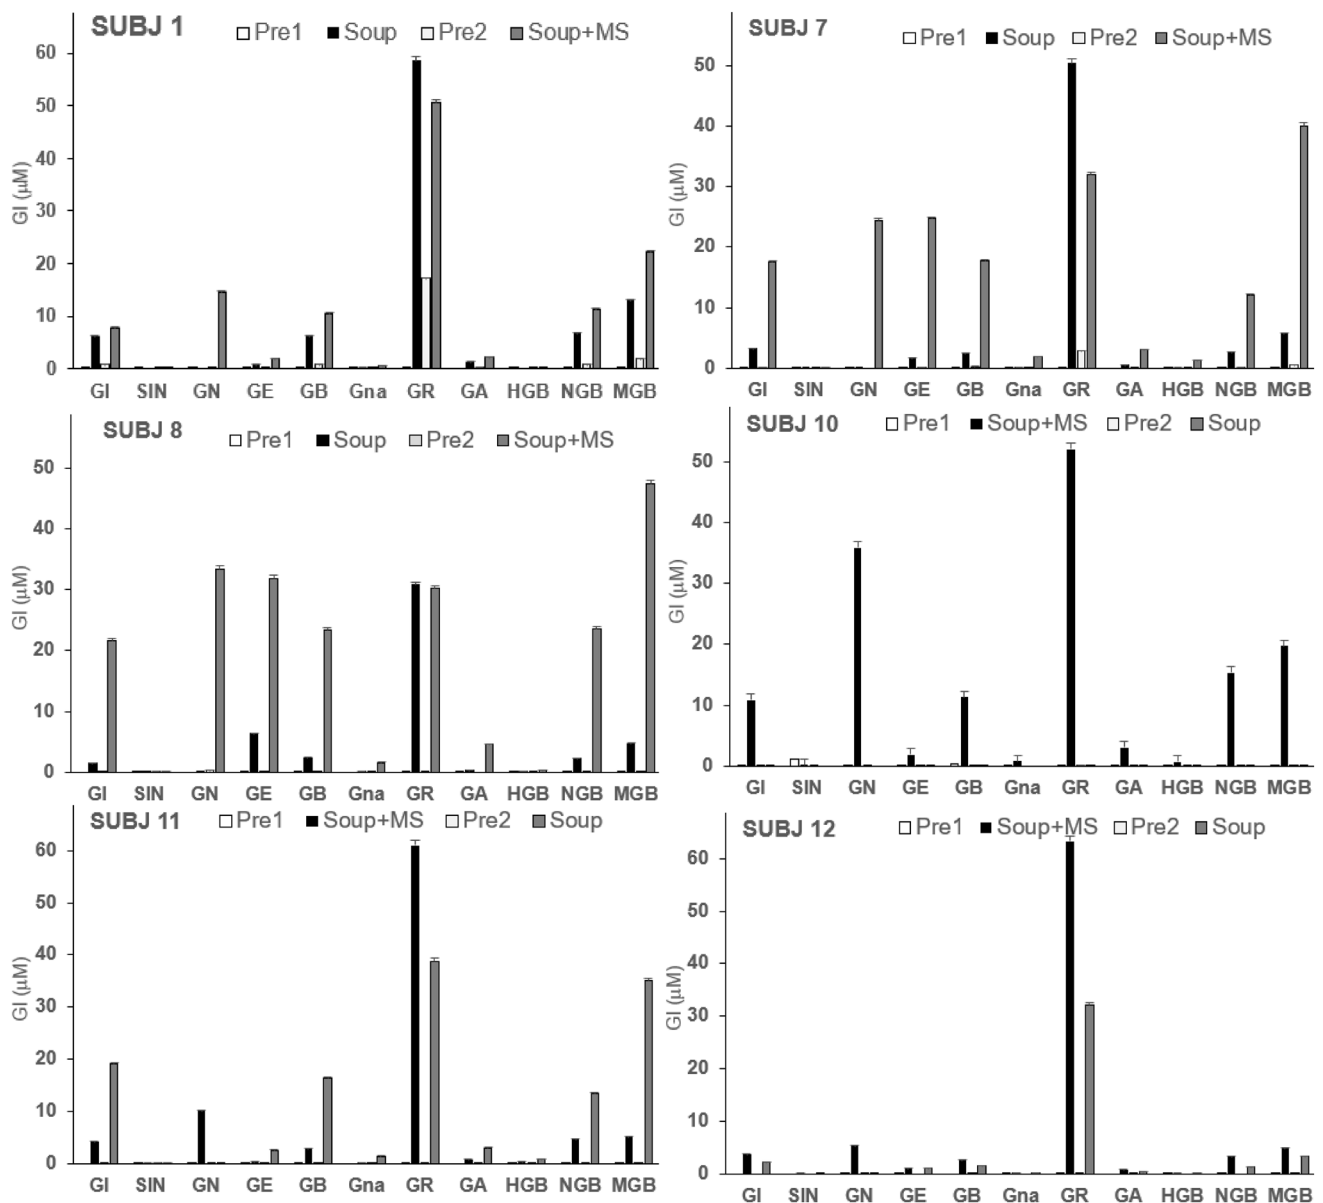 SUBJ 1
Pre1 Soup Pre2 Soup+MS
GI (μM)
60
50
40
30
20
10
0
GI SIN GN GE GB Gna GR GA HGB NGB MGB
SUBJ 7
Pre1 Soup Pre2 Soup+MS
GI (μM)
50
40
30
20
10
0
GI SIN GN GE GB Gna GR GA HGB NGB MGB
SUBJ 8
Pre1 Soup Pre2 Soup+MS
GI (μM)
50
40
30
20
10
0
GI SIN GN GE GB Gna GR GA HGB NGB MGB
SUBJ 10
Pre1 Soup+MS Pre2 Soup
GI (μM)
50
40
30
20
10
0
GI SIN GN GE GB Gna GR GA HGB NGB MGB
SUBJ 11
Pre1 Soup+MS Pre2 Soup
GI (μM)
60
50
40
30
20
10
0
GI SIN GN GE GB Gna GR GA HGB NGB MGB
SUBJ 12
Pre1 Soup+MS Pre2 Soup
GI (μM)
60
50
40
30
20
10
0
GI SIN GN GE GB Gna GR GA HGB NGB MGB